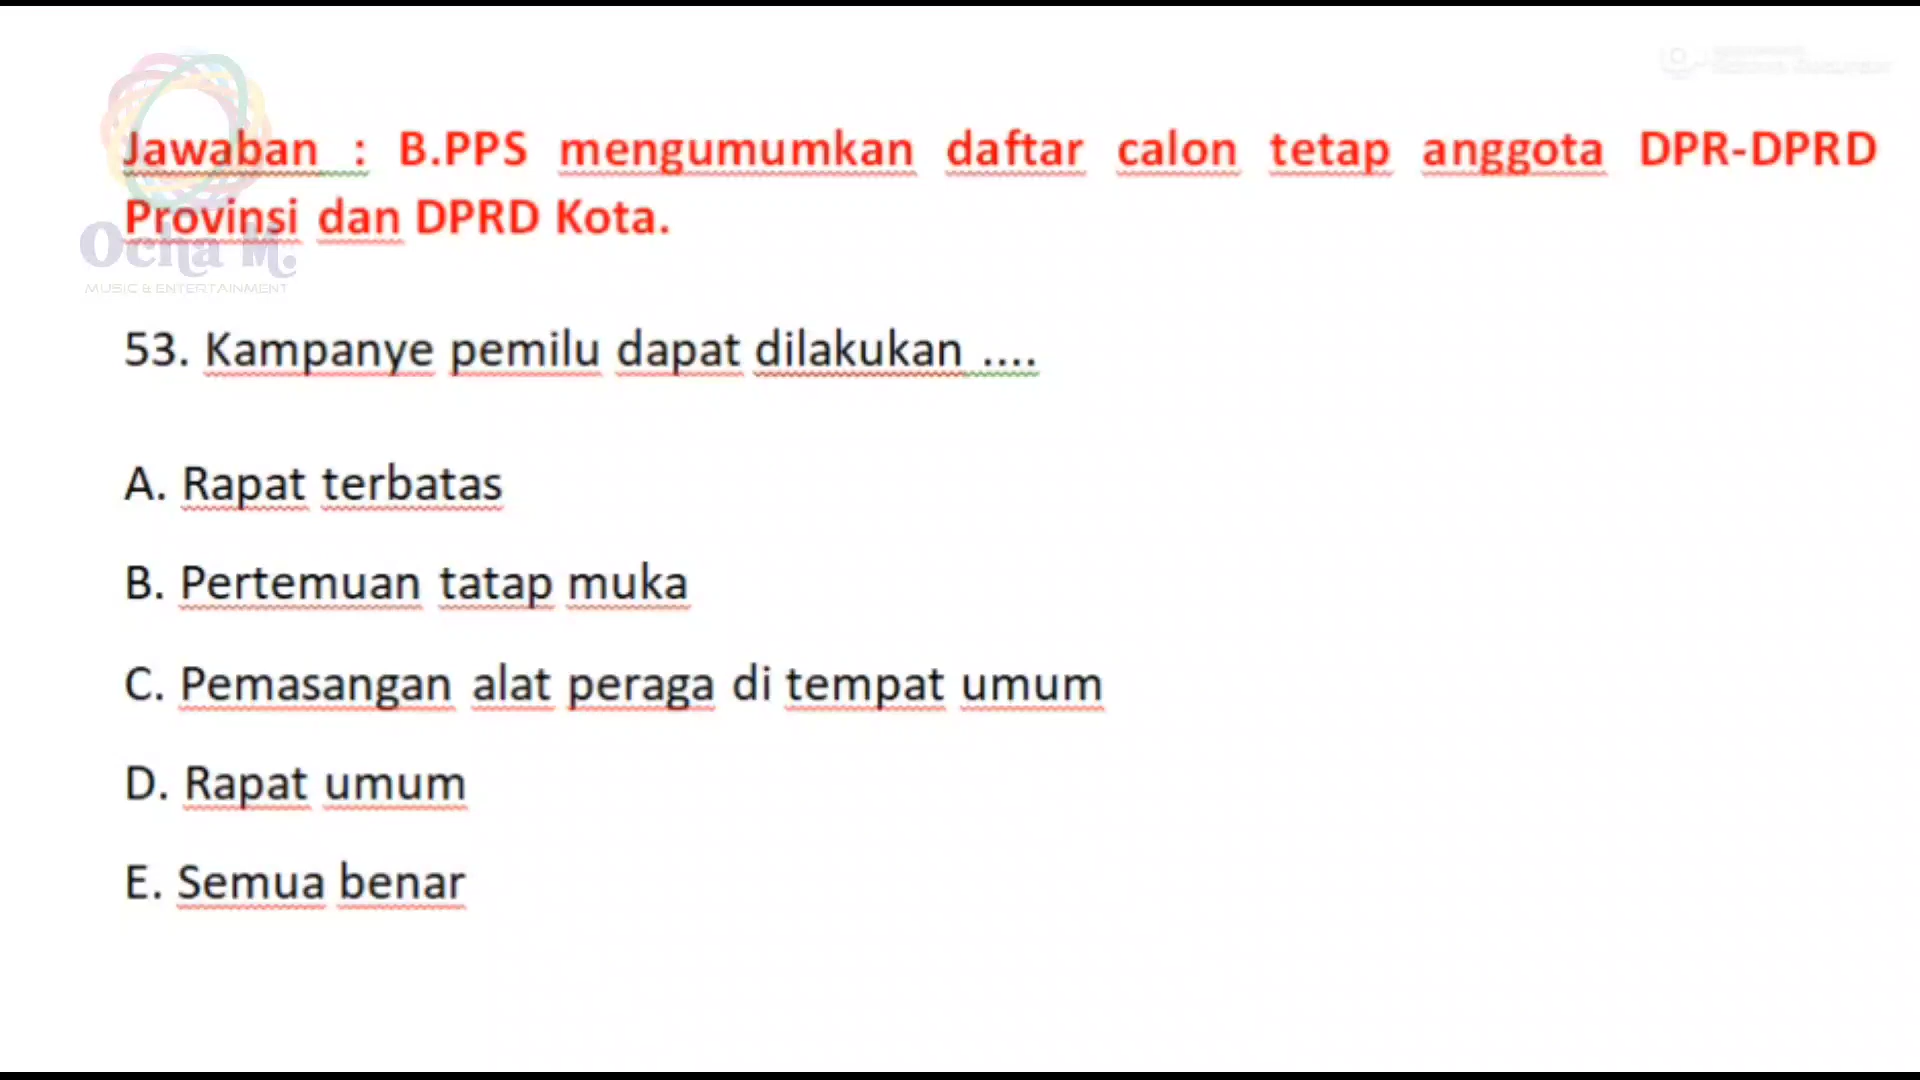 Jawaban : B.PPS mengumumkan daftar calon tetap anggota DPR-DPRD
Provinsi dan DPRD Kota.
Ocha M.
MUSIC & ENTERTAINMENT
53. Kampanye pemilu dapat dilakukan ....
A. Rapat terbatas
B. Pertemuan tatap muka
C. Pemasangan alat peraga di tempat umum
D. Rapat umum
E. Semua benar